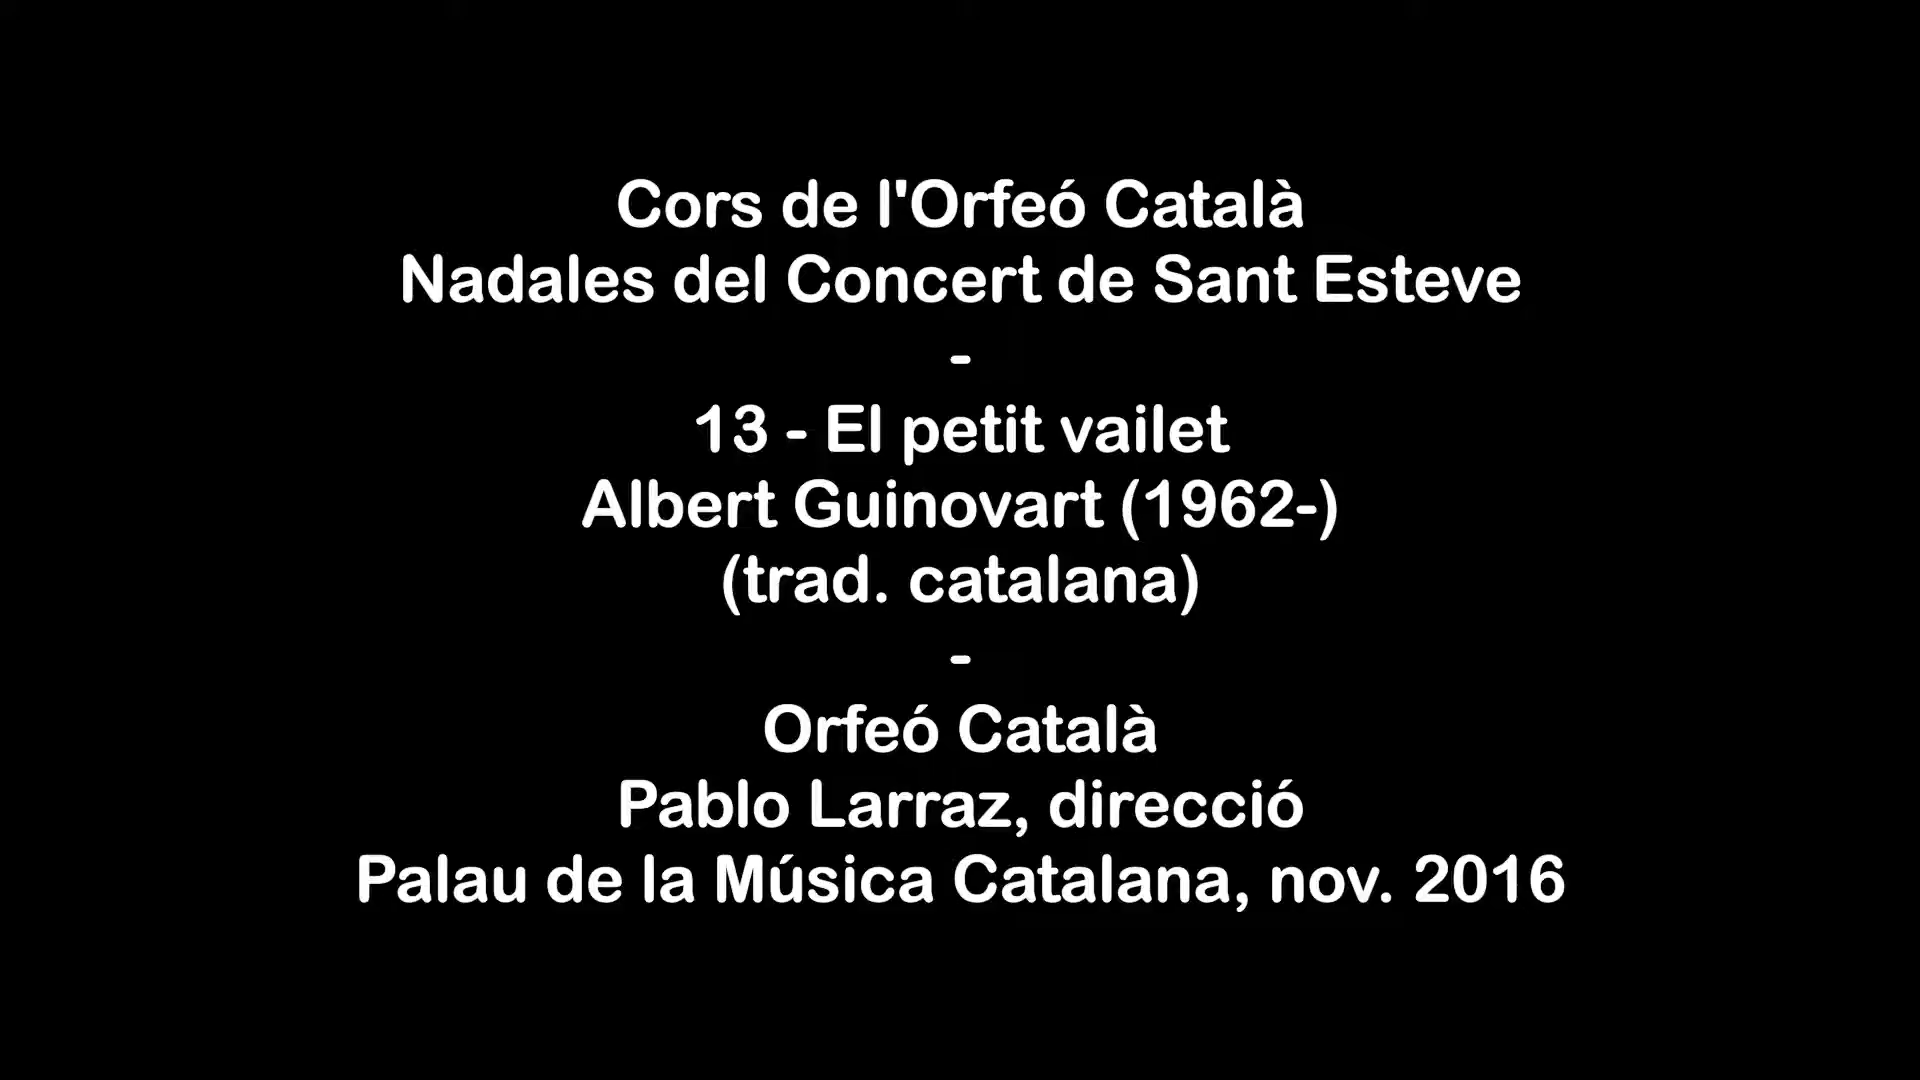 Cors de l'Orfeó Català
Nadales del Concert de Sant Esteve
-
13 - El petit vailet
Albert Guinovart (1962-)
(trad. catalana)
-
Orfeó Català
Pablo Larraz, direcció
Palau de la Música Catalana, nov. 2016